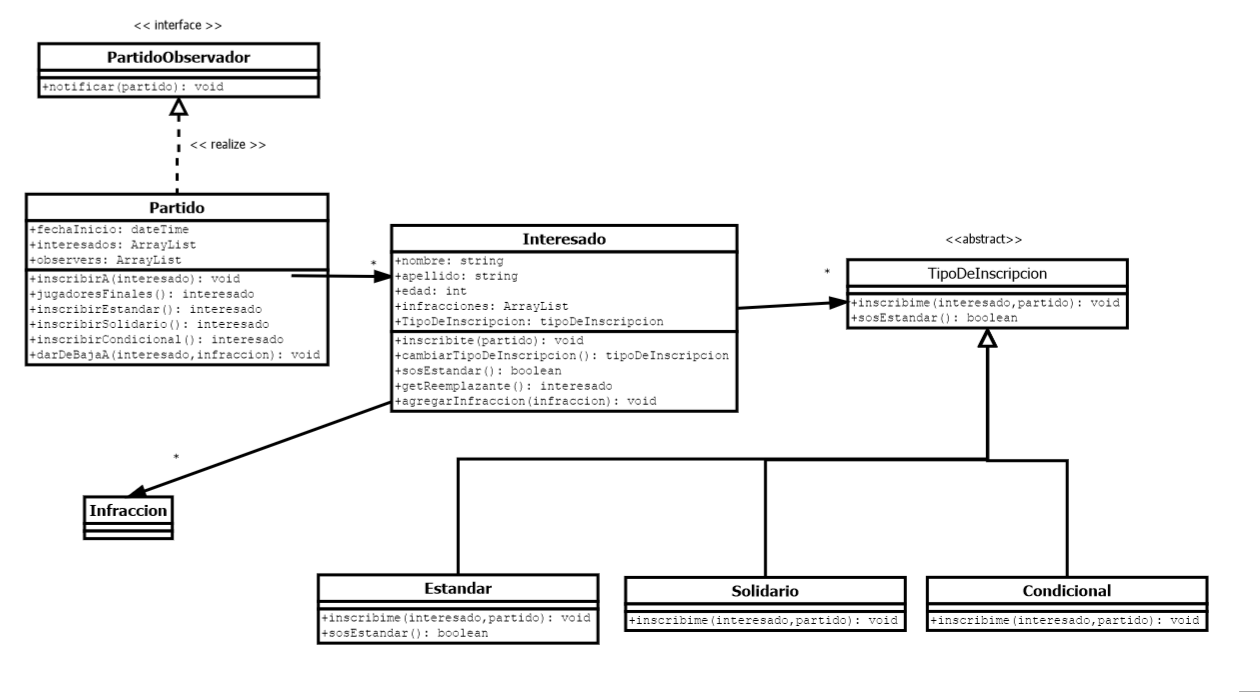 << interface >>
PartidoObservador
+notificar(partido): void
<< realize >>
Partido
+fechaInicio: dateTime
+interesados: ArrayList
+observers: ArrayList
+inscribirA(interesado): void
+jugadoresFinales(): interesado
+inscribirEstandar(): interesado
+inscribirSolidario(): interesado
+inscribirCondicional(): interesado
+darDeBajaA(interesado,infraccion): void
*
Interesado
+nombre: string
+apellido: string
+edad: int
+infracciones: ArrayList
+TipoDeInscripcion: tipoDeInscripcion
+inscribite(partido): void
+cambiarTipoDeInscripcion(): tipoDeInscripcion
+sosEstandar(): boolean
+getReemplazante(): interesado
+agregarInfraccion(infraccion): void
*
<<abstract>>
TipoDeInscripcion
+inscribime(interesado,partido): void
+sosEstandar(): boolean
*
Infraccion
Estandar
+inscribime(interesado,partido): void
+sosEstandar(): boolean
Solidario
+inscribime(interesado,partido): void
Condicional
+inscribime(interesado,partido): void